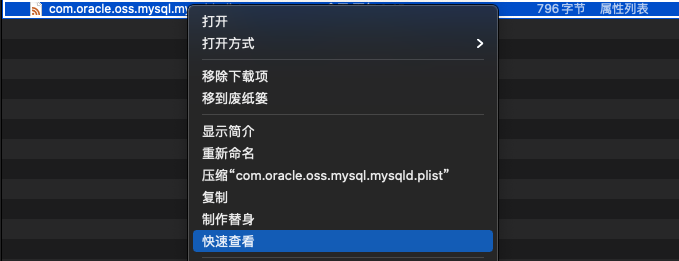 com.oracle.oss.mysql.my
796 字节 属性列表
打开
打开方式
移除下载项
移到废纸篓
显示简介
重新命名
压缩“com.oracle.oss.mysql.mysqld.plist”
复制
制作替身
快速查看